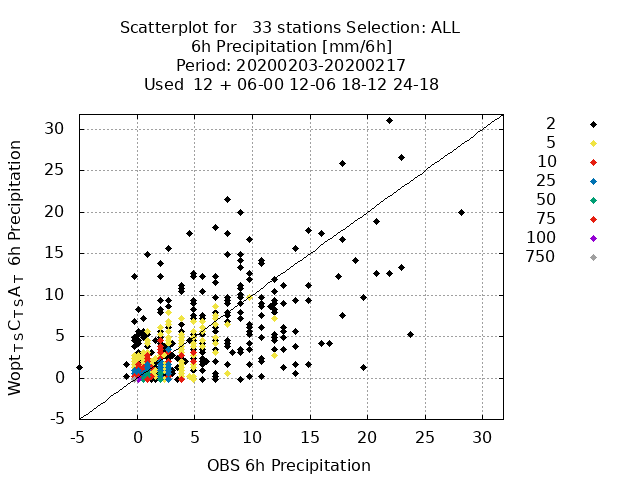 Scatterplot for   33 stations Selection: ALL
6h Precipitation [mm/6h]
Period: 20200203-20200217
Used  12 + 06-00 12-06 18-12 24-18
30
25
20
15
10
5
0
-5
-5 0 5 10 15 20 25 30
Wopt_TSC_TSA_T 6h Precipitation
OBS 6h Precipitation
2
5
10
25
50
75
100
750